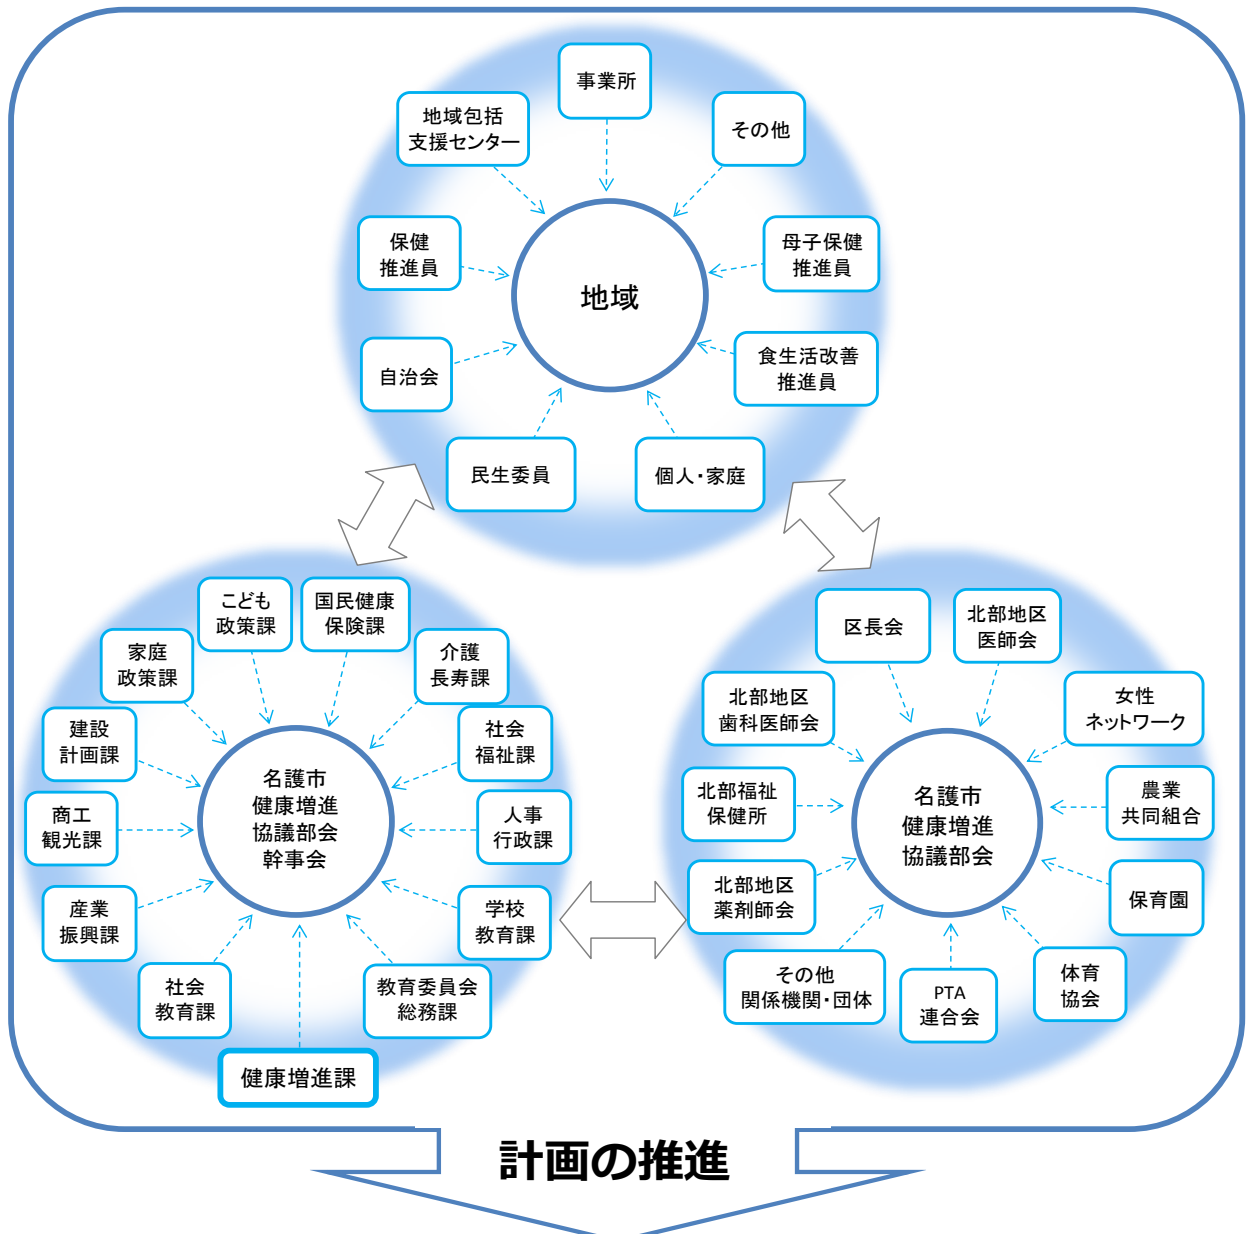 事業所
地域包括
支援センター
その他
保健
推進員
母子保健
推進員
地域
自治会
食生活改善
推進員
民生委員
個人・家庭
こども
政策課
国民健康
保険課
家庭
政策課
介護
長寿課
建設
計画課
社会
福祉課
名護市
健康増進
協議部会
幹事会
商工
観光課
人事
行政課
産業
振興課
学校
教育課
社会
教育課
教育委員会
総務課
健康増進課
区長会
北部地区
医師会
北部地区
歯科医師会
女性
ネットワーク
北部福祉
保健所
名護市
健康増進
協議部会
農業
共同組合
北部地区
薬剤師会
保育園
その他
関係機関・団体
PTA
連合会
体育
協会
計画の推進